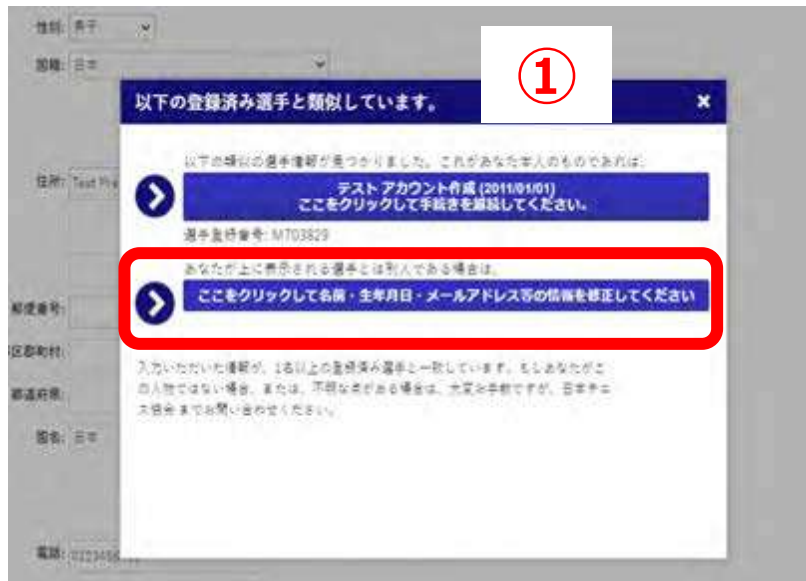 性別: 男子
国籍: 日本
①
以下の登録済み選手と類似しています。
×
以下の類似の選手情報が見つかりました。これがあなた本人のものであれば、
住所: Test
テスト アカウント作成 (2011/01/01)
ここをクリックして手続きを継続してください。
選手登録番号: M703829
あなたが上に表示される選手とは別人である場合は、
ここをクリックして名前・生年月日・メールアドレス等の情報を修正してください
郵便番号:
区郡町村:
入力いただいた情報が、1名以上の登録済み選手と一致しています。もしあなたがこ
都道府県:
の人物ではない場合、または、不明な点がある場合は、大変お手数ですが、日本テニ
ス協会までお問い合わせください。
国名: 日本
電話: